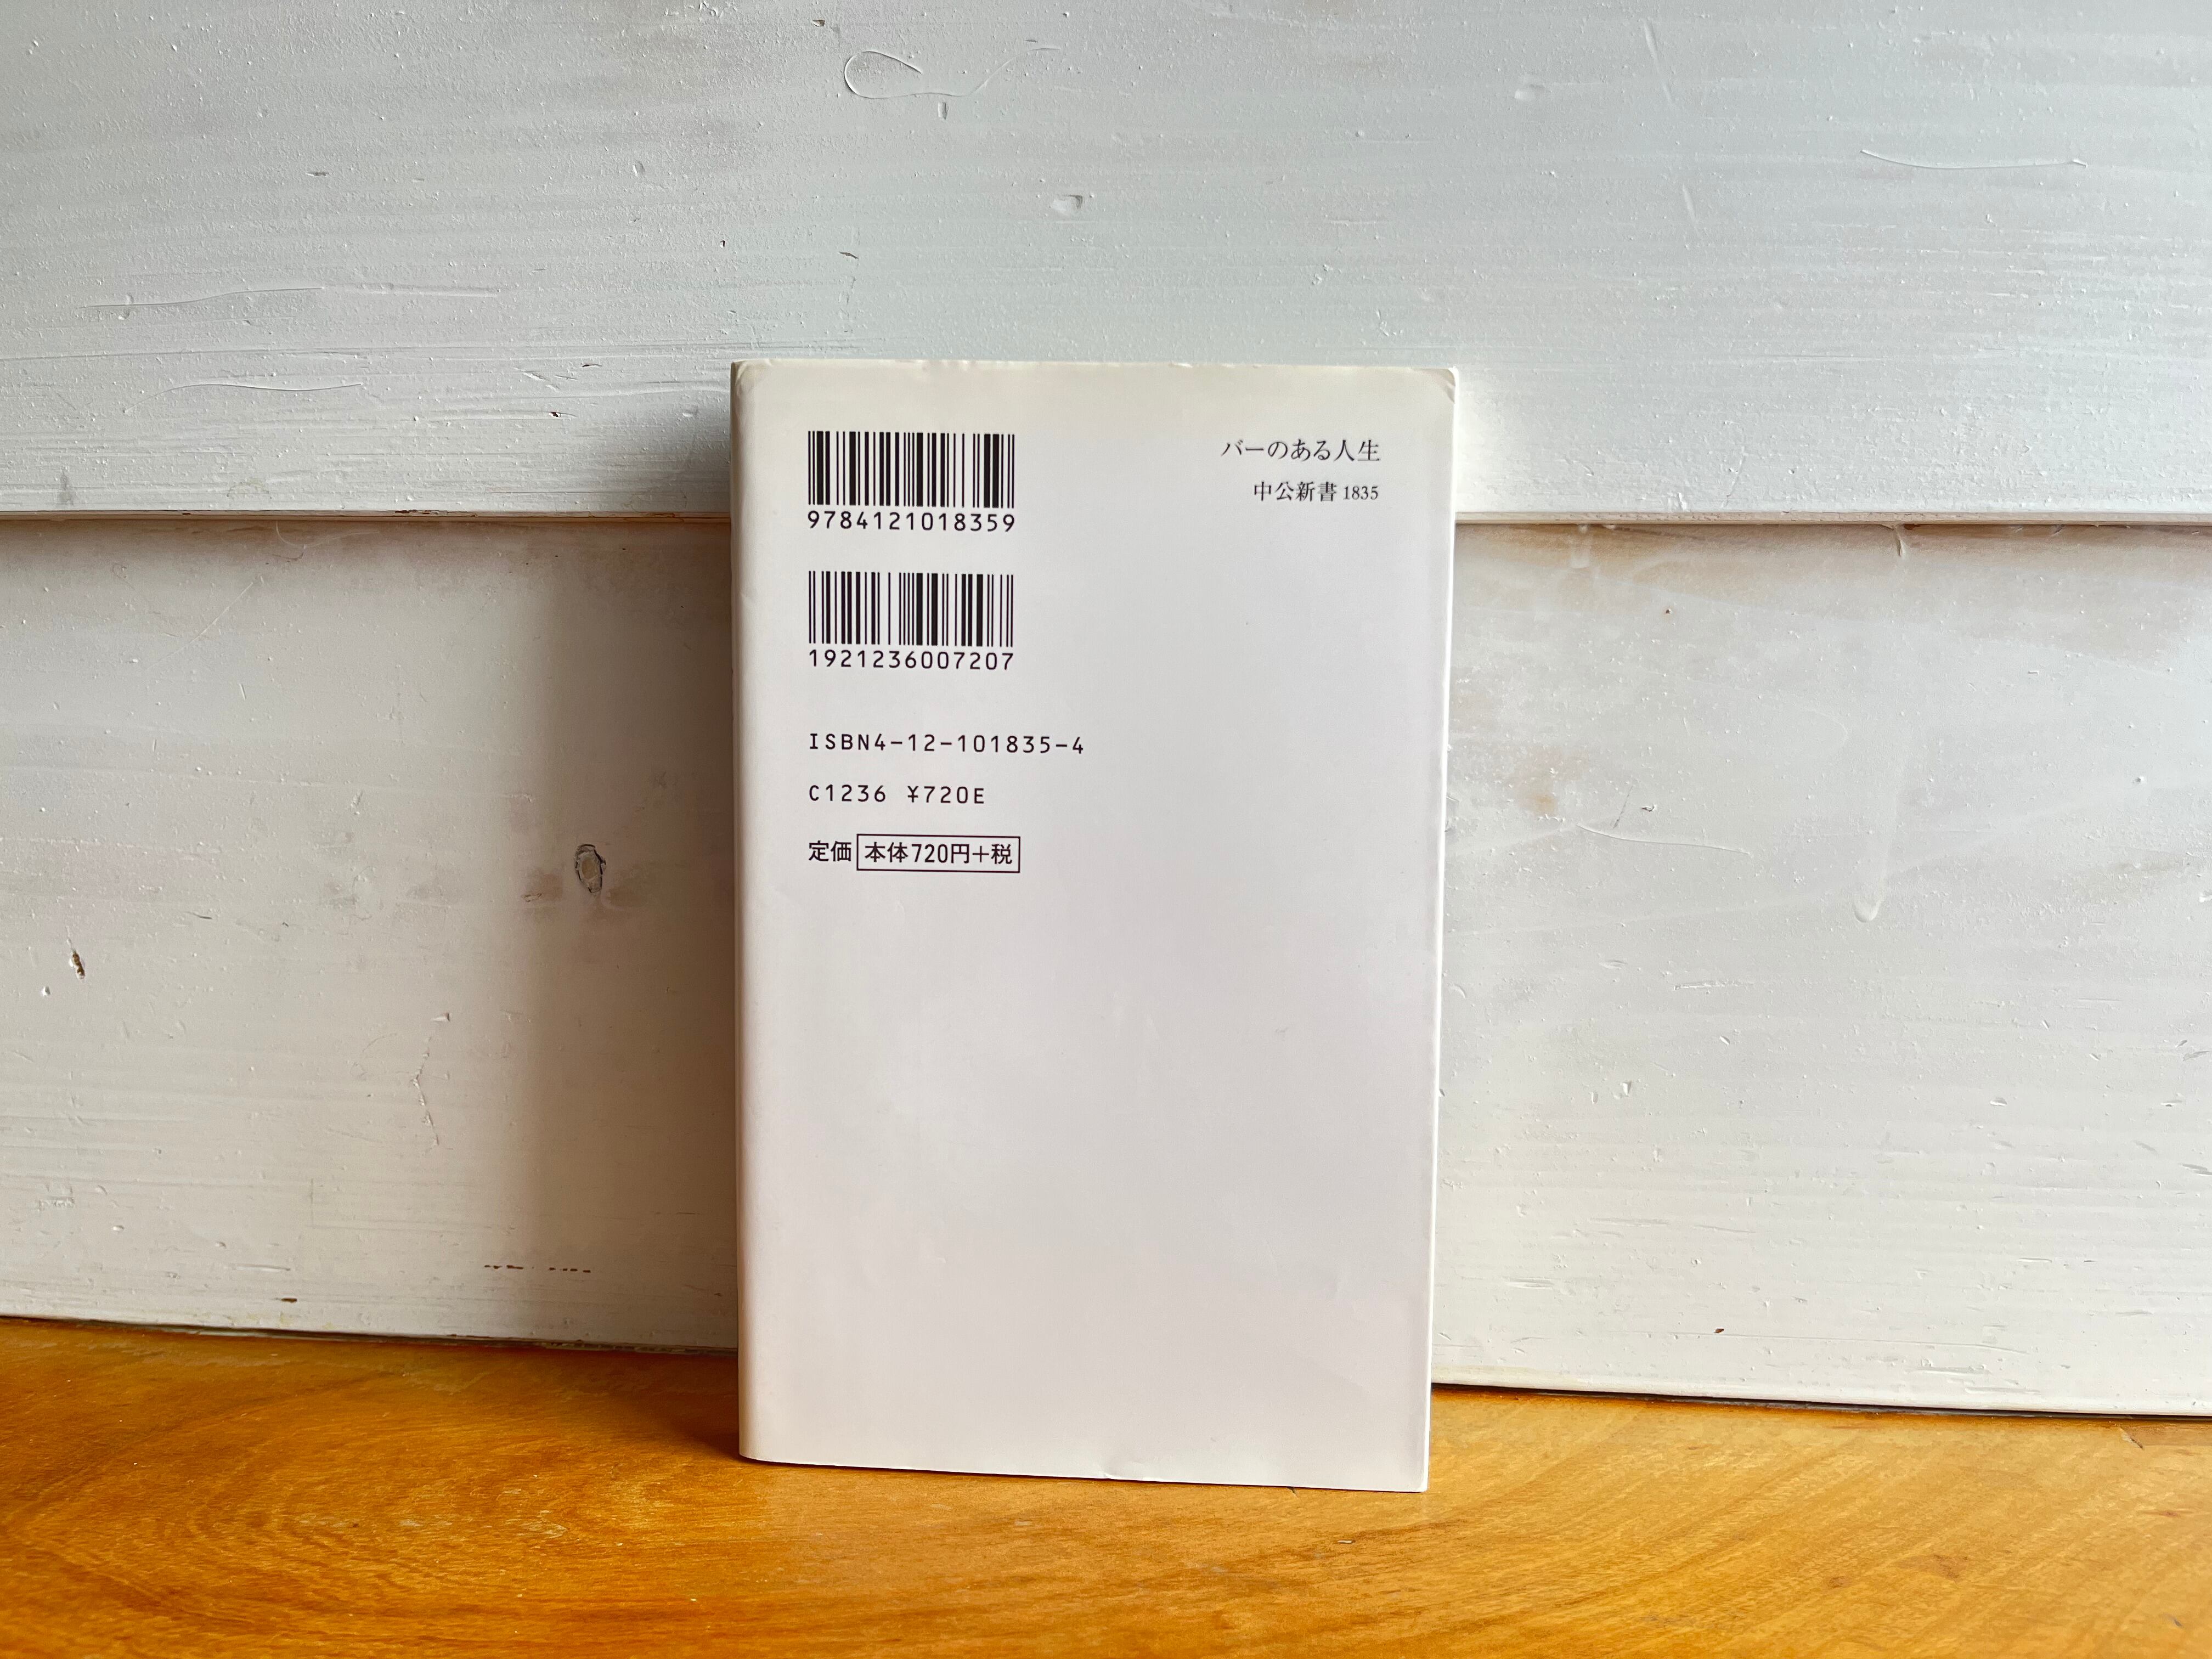 バーのある人生
中公新書 1835
9784121018359
1921236007207
ISBN4-12-101835-4
C1236 ¥720E
定価 本体720円+税